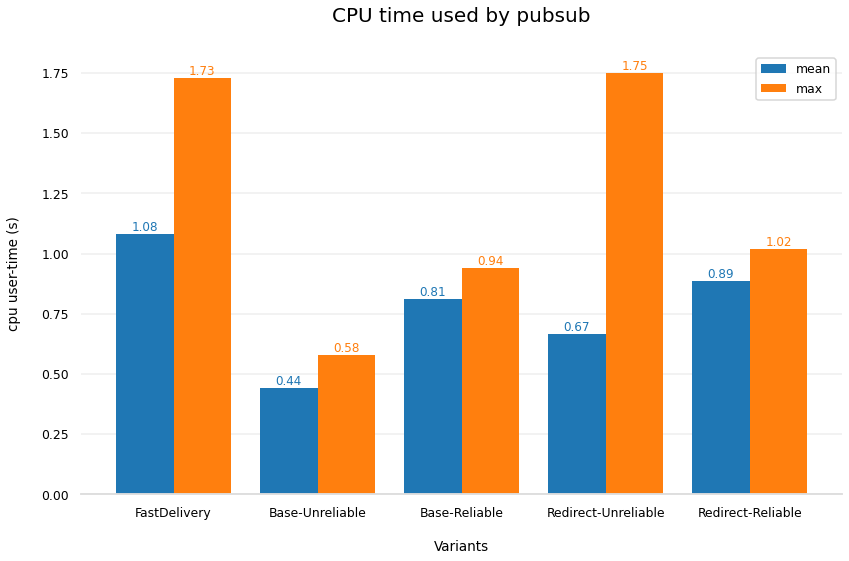 CPU time used by pubsub
mean
max
cpu user-time (s)
1.75
1.50
1.25
1.00
0.75
0.50
0.25
0.00
1.08
1.73
0.44
0.58
0.81
0.94
0.67
1.75
0.89
1.02
FastDelivery
Base-Unreliable
Base-Reliable
Redirect-Unreliable
Redirect-Reliable
Variants